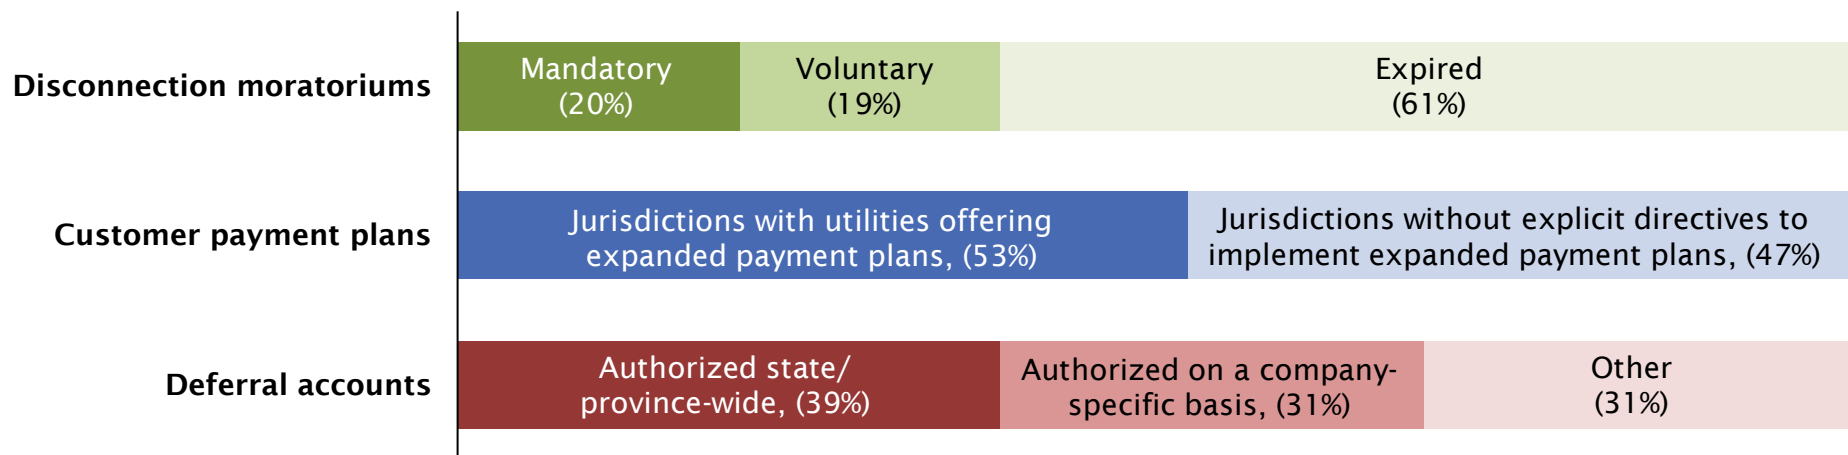 Disconnection moratoriums
Mandatory
(20%)
Voluntary
(19%)
Expired
(61%)
Customer payment plans
Jurisdictions with utilities offering
expanded payment plans, (53%)
Jurisdictions without explicit directives to
implement expanded payment plans, (47%)
Deferral accounts
Authorized state/
province-wide, (39%)
Authorized on a company-
specific basis, (31%)
Other
(31%)